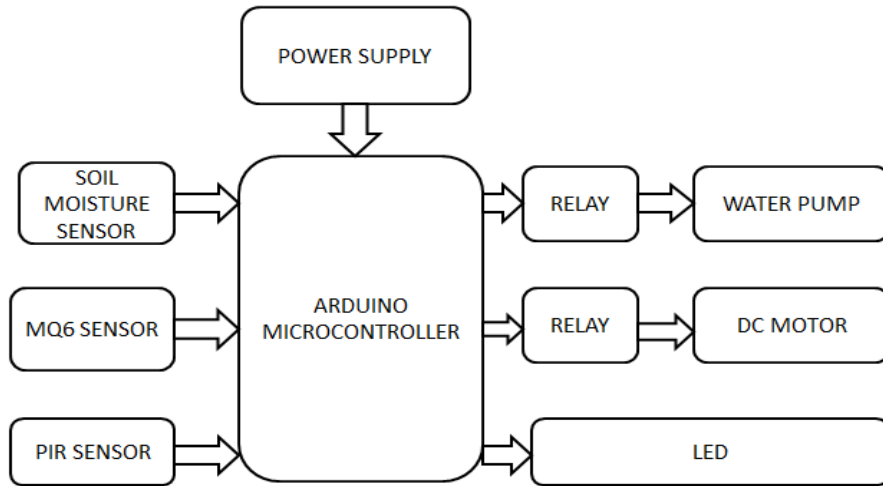 POWER SUPPLY
SOIL
MOISTURE
SENSOR
RELAY
WATER PUMP
MQ6 SENSOR
ARDUINO
MICROCONTROLLER
RELAY
DC MOTOR
PIR SENSOR
LED